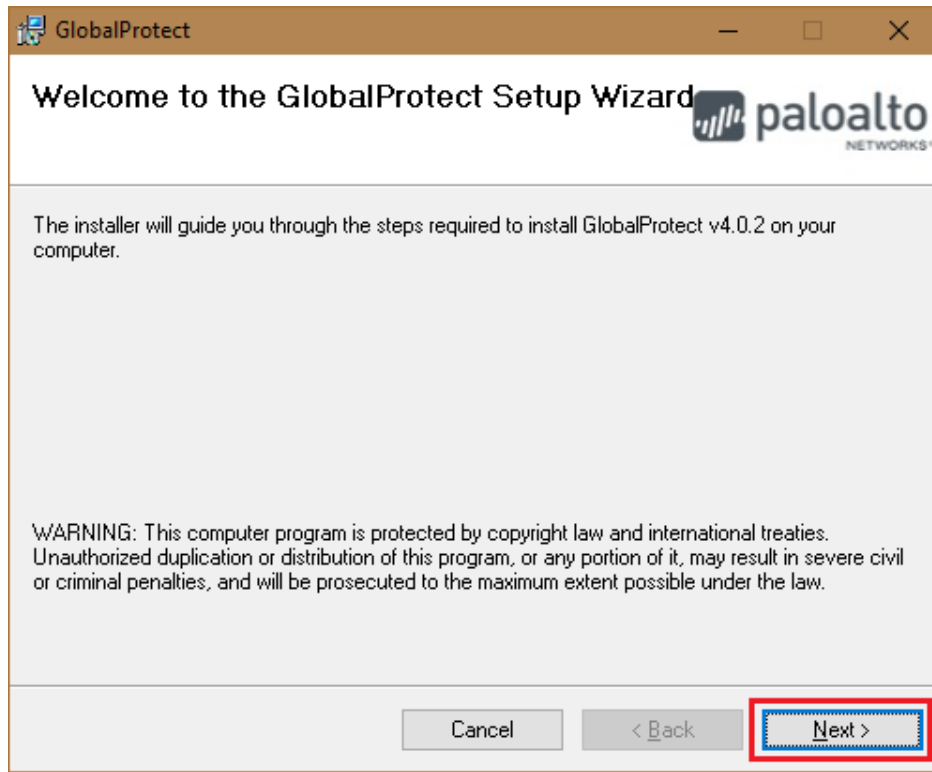 GlobalProtect
Welcome to the GlobalProtect Setup Wizard
paloalto
NETWORKS
The installer will guide you through the steps required to install GlobalProtect v4.0.2 on your
computer.
WARNING: This computer program is protected by copyright law and international treaties.
Unauthorized duplication or distribution of this program, or any portion of it, may result in severe civil
or criminal penalties, and will be prosecuted to the maximum extent possible under the law.
Cancel
< Back
Next >